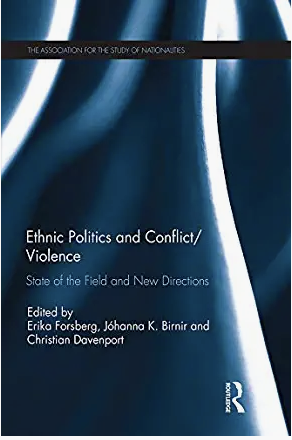 THE ASSOCIATION FOR THE STUDY OF NATIONALITIES
Ethnic Politics and Conflict/
Violence
State of the Field and New Directions
Edited by
Erika Forsberg, Jóhanna K. Birnir and
Christian Davenport
ROUTLEDGE